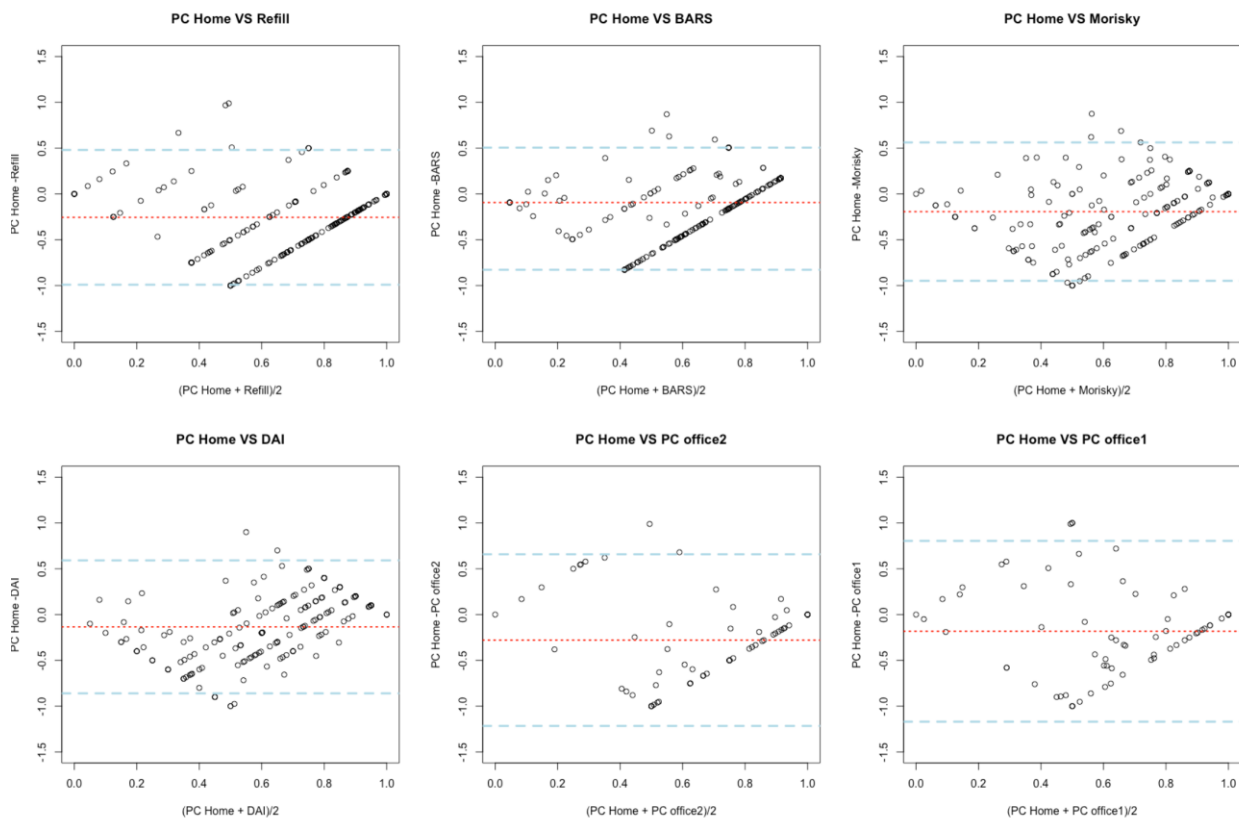 PC Home VS Refill
PC Home VS BARS
PC Home VS Morisky
PC Home -Refill
1.5
1.0
0.5
0.0
-0.5
-1.0
-1.5
0.0 0.2 0.4 0.6 0.8 1.0
(PC Home + Refill)/2
PC Home -BARS
1.5
1.0
0.5
0.0
-0.5
-1.0
-1.5
0.0 0.2 0.4 0.6 0.8 1.0
(PC Home + BARS)/2
PC Home -Morisky
1.5
1.0
0.5
0.0
-0.5
-1.0
-1.5
0.0 0.2 0.4 0.6 0.8 1.0
(PC Home + Morisky)/2
PC Home VS DAI
PC Home VS PC office2
PC Home VS PC office1
PC Home -DAI
1.5
1.0
0.5
0.0
-0.5
-1.0
-1.5
0.0 0.2 0.4 0.6 0.8 1.0
(PC Home + DAI)/2
PC Home -PC office2
1.5
1.0
0.5
0.0
-0.5
-1.0
-1.5
0.0 0.2 0.4 0.6 0.8 1.0
(PC Home + PC office2)/2
PC Home -PC office1
1.5
1.0
0.5
0.0
-0.5
-1.0
-1.5
0.0 0.2 0.4 0.6 0.8 1.0
(PC Home + PC office1)/2